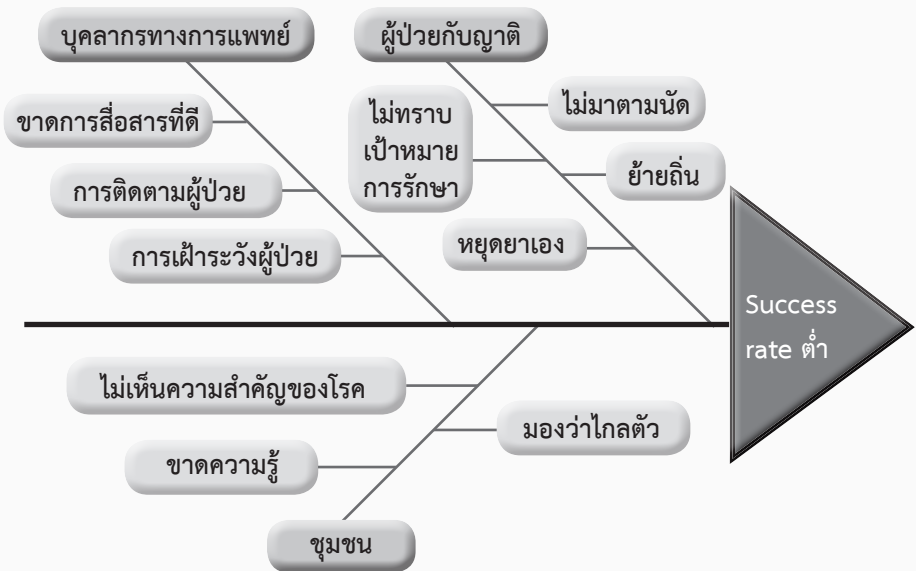 บุคลากรทางการแพทย์
ขาดการสื่อสารที่ดี
การติดตามผู้ป่วย
การเฝ้าระวังผู้ป่วย
ผู้ป่วยกับญาติ
ไม่ทราบ
เป้าหมาย
การรักษา
ไม่มาตามนัด
ย้ายถิ่น
หยุดยาเอง
Success
rate ต่ำ
ไม่เห็นความสำคัญของโรค
มองว่าไกลตัว
ขาดความรู้
ชุมชน